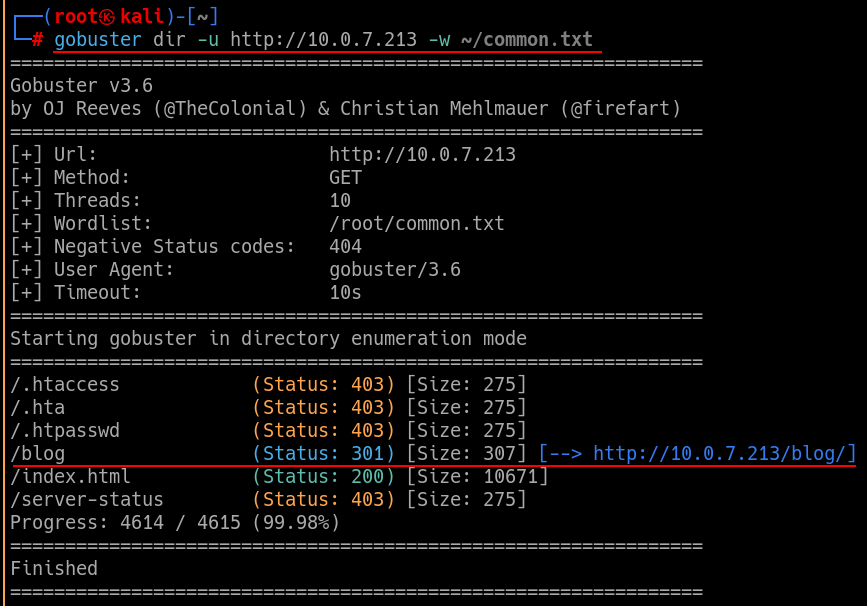 ┌──(root㉿kali)-[~]
└─# gobuster dir -u http://10.0.7.213 -w ~/common.txt
===============================================================
Gobuster v3.6
by OJ Reeves (@TheColonial) & Christian Mehlmauer (@firefart)
===============================================================
[+] Url:                     http://10.0.7.213
[+] Method:                  GET
[+] Threads:                 10
[+] Wordlist:                /root/common.txt
[+] Negative Status codes:   404
[+] User Agent:              gobuster/3.6
[+] Timeout:                 10s
===============================================================
Starting gobuster in directory enumeration mode
===============================================================
/.htaccess            (Status: 403) [Size: 275]
/.hta                 (Status: 403) [Size: 275]
/.htpasswd            (Status: 403) [Size: 275]
/blog                 (Status: 301) [Size: 307] [--> http://10.0.7.213/blog/]
/index.html           (Status: 200) [Size: 10671]
/server-status        (Status: 403) [Size: 275]
Progress: 4614 / 4615 (99.98%)
===============================================================
Finished
===============================================================